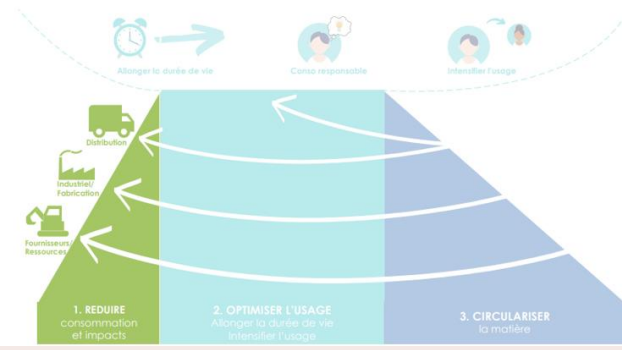 Allonger la durée de vie
Conso responsable
Intensifier l'usage
Distribution
Industriel/
Fabrication
Fournisseurs/
Ressources
1. REDUIRE
consommation
et impacts
2. OPTIMISER L'USAGE
Allonger la durée de vie
Intensifier l'usage
3. CIRCULARISER
la matière